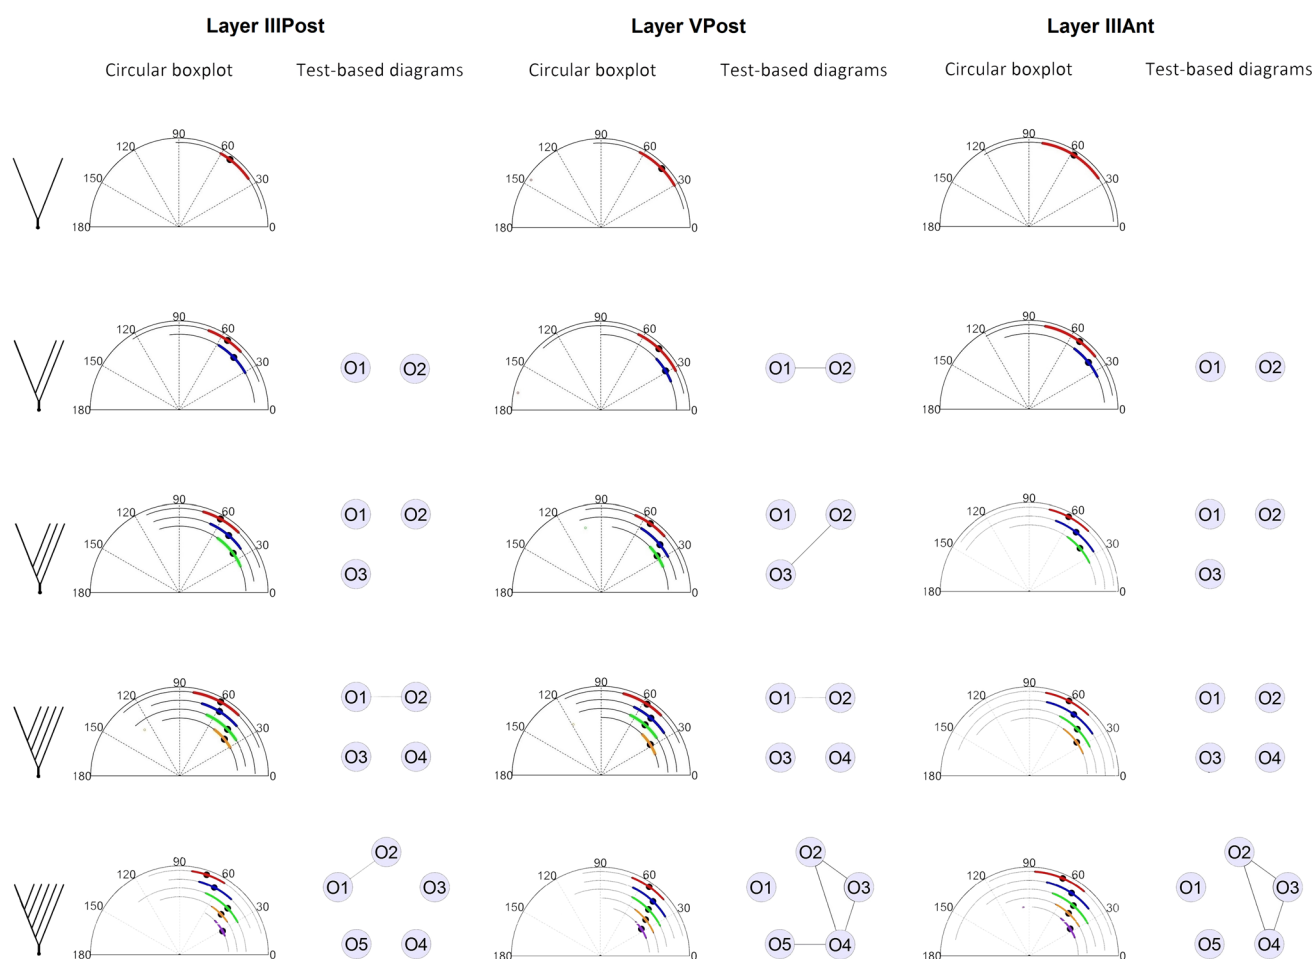 Layer IIIPost Layer VPost Layer IIIAnt
Circular boxplot Test-based diagrams Circular boxplot Test-based diagrams Circular boxplot Test-based diagrams
180 150 120 90 60 30 0 180 150 120 90 60 30 0 180 150 120 90 60 30 0
180 150 120 90 60 30 0 O1 O2 180 150 120 90 60 30 0 O1 O2 180 150 120 90 60 30 0 O1 O2
180 150 120 90 60 30 0 O1 O2 O3 180 150 120 90 60 30 0 O1 O2 O3 180 150 120 90 60 30 0 O1 O2 O3
180 150 120 90 60 30 0 O1 O2 O3 O4 180 150 120 90 60 30 0 O1 O2 O3 O4 180 150 120 90 60 30 0 O1 O2 O3 O4
180 150 120 90 60 30 0 O2 O1 O3 O5 O4 180 150 120 90 60 30 0 O2 O1 O3 O5 O4 180 150 120 90 60 30 0 O2 O1 O3 O5 O4